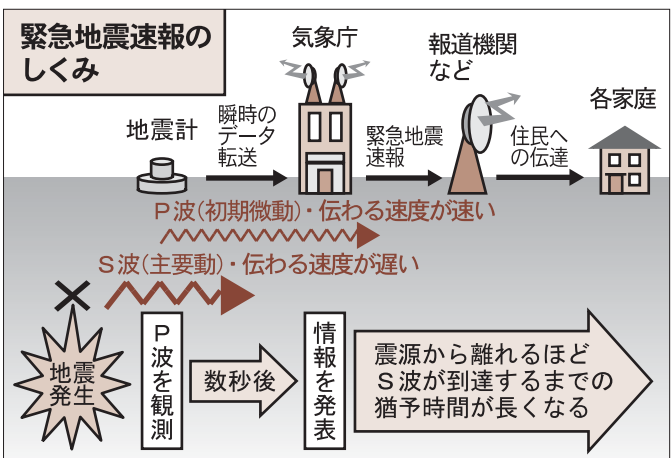 緊急地震速報の
しくみ
地震計
瞬時の
データ
転送
気象庁
緊急地震
速報
報道機関
など
住民へ
の伝達
各家庭
P波(初期微動)・伝わる速度が速い
S波(主要動)・伝わる速度が遅い
地震
発生
P波を観測
数秒後
情報を発表
震源から離れるほど
S波が到達するまでの
猶予時間が長くなる